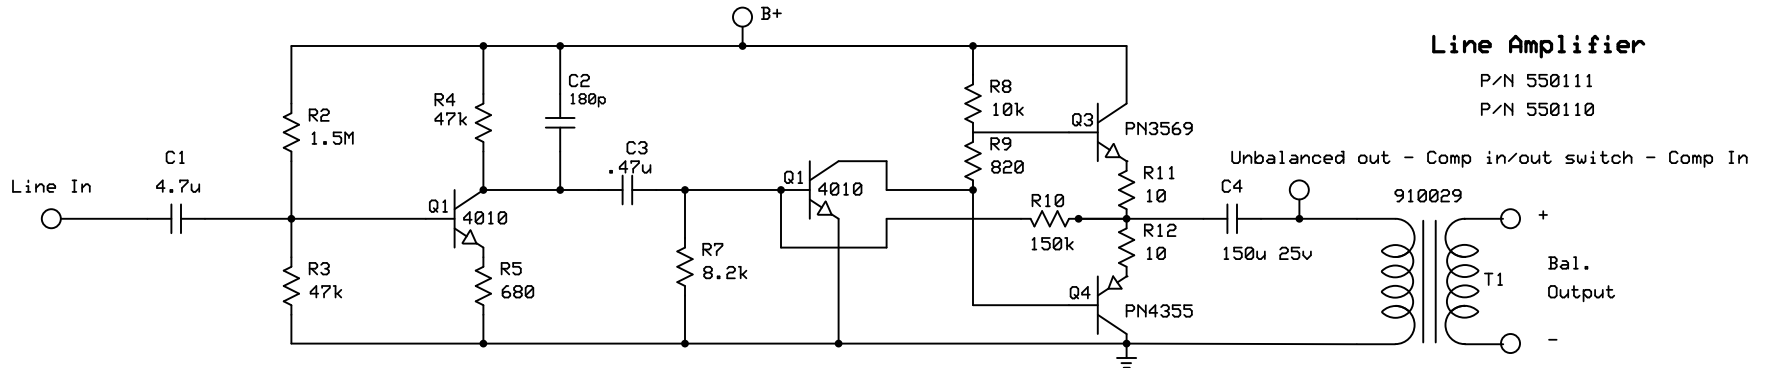 B+
Line Amplifier
P/N 550111
P/N 550110
C2
180p
R8
10k
R4
47k
R2
1.5M
Q3
PN3569
R9
820
C3
.47u
C1
4.7u
Line In
Unbalanced out - Comp in/out switch - Comp In
Q1
4010
R11
10
C4
910029
Q1
4010
R10
150k
R12
10
150u 25v
+
R7
8.2k
R3
47k
R5
680
Q4
PN4355
T1
Bal.
Output
-